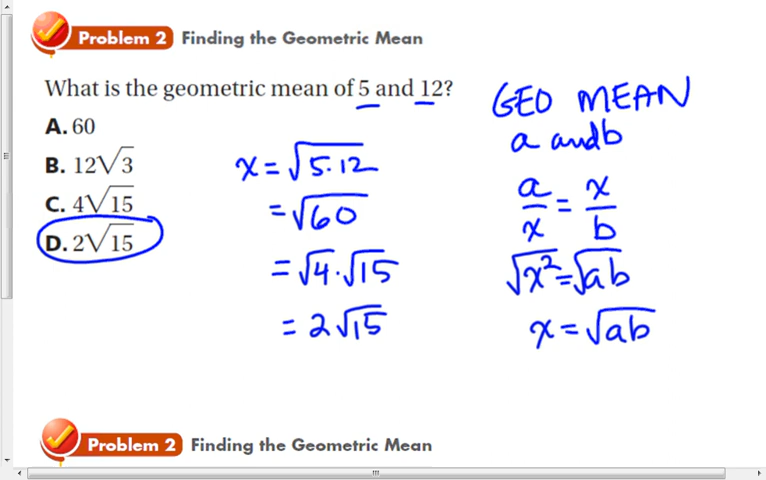 Problem 2 Finding the Geometric Mean
What is the geometric mean of 5 and 12?
A. 60
B. 12√3
C. 4√15
D. 2√15
x = √5·12
= √60
= √4·√15
= 2√15
GEO MEAN
a and b
a/x = x/b
√x² = √ab
x = √ab
Problem 2 Finding the Geometric Mean